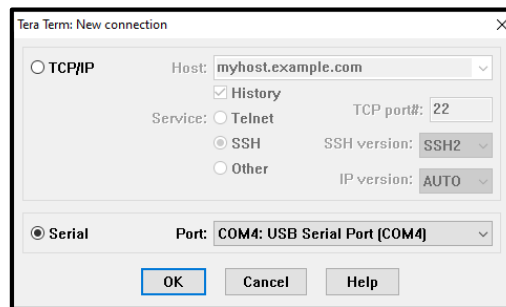 Tera Term: New connection
TCP/IP Host: myhost.example.com
History
Service: Telnet TCP port#: 22
SSH SSH version: SSH2
Other IP version: AUTO
Serial Port: COM4: USB Serial Port (COM4)
OK Cancel Help